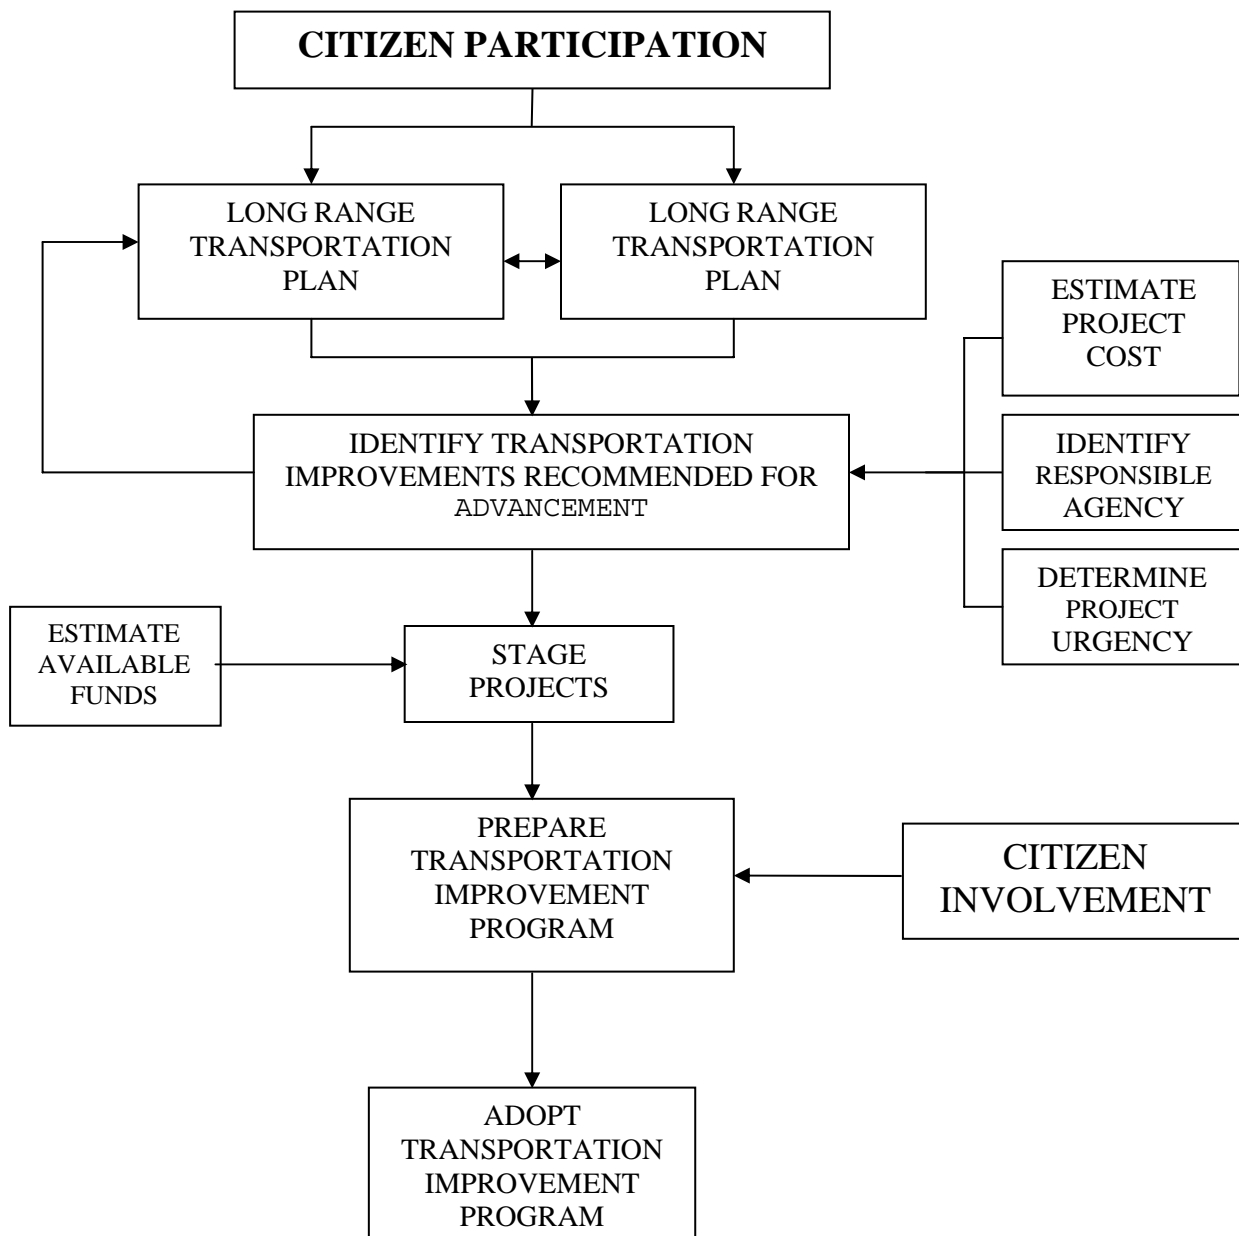 CITIZEN PARTICIPATION
LONG RANGE
TRANSPORTATION
PLAN
LONG RANGE
TRANSPORTATION
PLAN
ESTIMATE
PROJECT
COST
IDENTIFY TRANSPORTATION
IMPROVEMENTS RECOMMENDED FOR
ADVANCEMENT
IDENTIFY
RESPONSIBLE
AGENCY
DETERMINE
PROJECT
URGENCY
ESTIMATE
AVAILABLE
FUNDS
STAGE
PROJECTS
PREPARE
TRANSPORTATION
IMPROVEMENT
PROGRAM
CITIZEN
INVOLVEMENT
ADOPT
TRANSPORTATION
IMPROVEMENT
PROGRAM